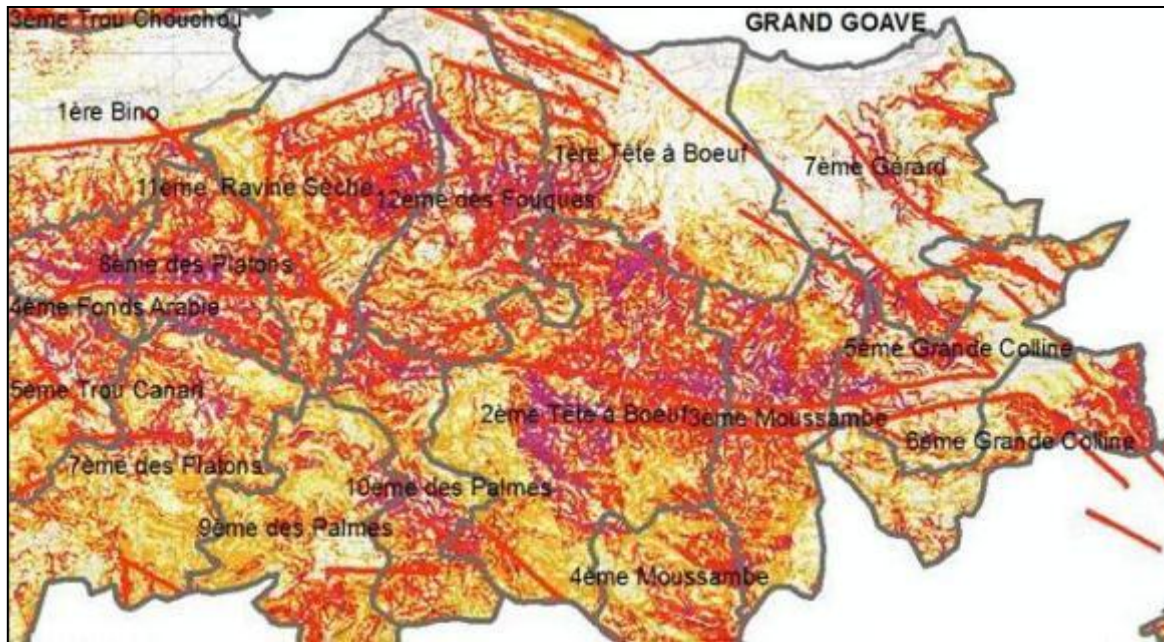 3ème Trou Chouchou
GRAND GOAVE
1ère Bino
1ère Tête à Boeuf
7ème Gérard
11ème Ravine Sèche
12ème des Fouques
8ème des Platons
4ème Fonds Arabie
5ème Grande Colline
5ème Trou Canari
2ème Tête à Boeuf
3ème Moussambe
6ème Grande Colline
7ème des Platons
10ème des Palmes
9ème des Palmes
4ème Moussambe